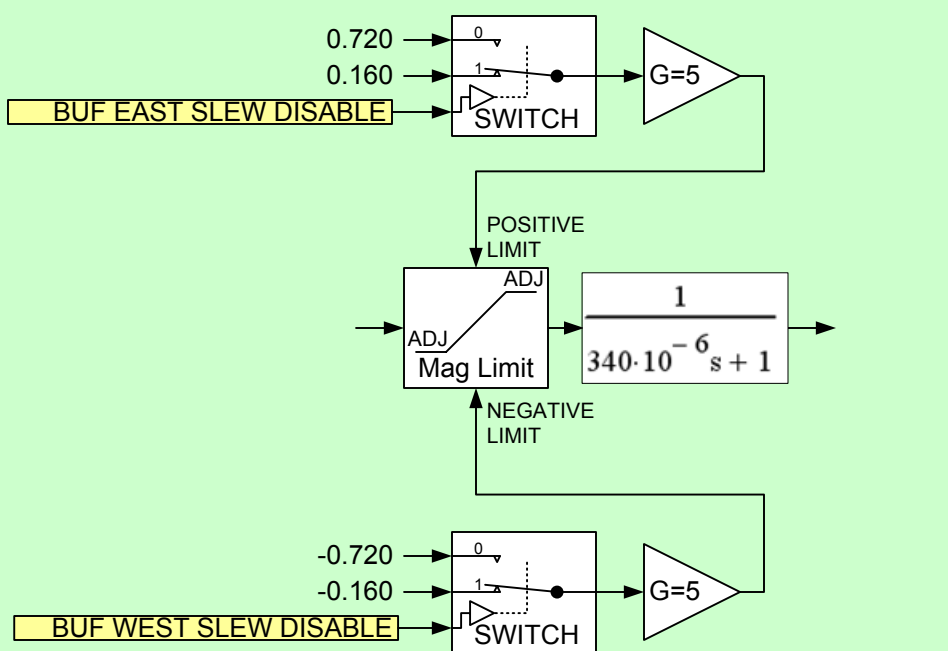 0.720
0
0.160
1
G=5
BUF EAST SLEW DISABLE
SWITCH
POSITIVE
LIMIT
ADJ
ADJ
Mag Limit
1
340·10^-6 s + 1
NEGATIVE
LIMIT
-0.720
0
-0.160
1
G=5
BUF WEST SLEW DISABLE
SWITCH